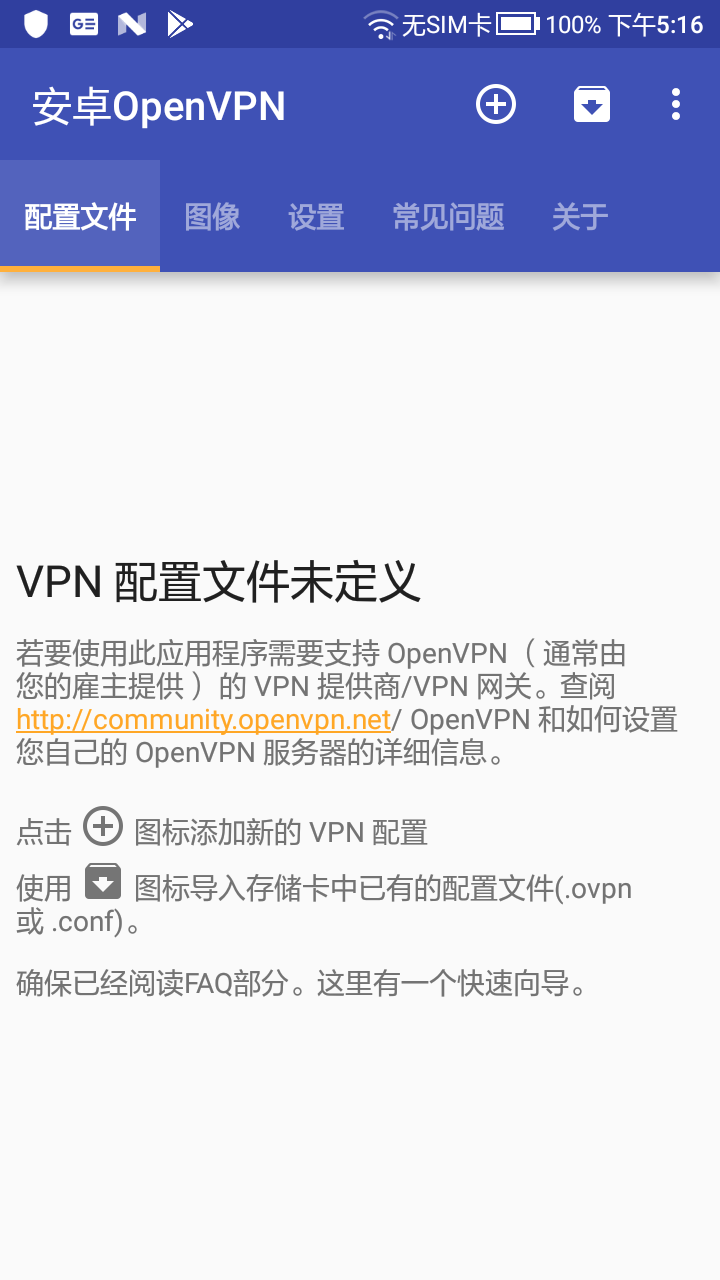 无SIM卡 100% 下午5:16
安卓OpenVPN
配置文件 图像 设置 常见问题 关于
VPN 配置文件未定义
若要使用此应用程序需要支持 OpenVPN（ 通常由
您的雇主提供 ）的 VPN 提供商/VPN 网关。查阅
http://community.openvpn.net/ OpenVPN 和如何设置
您自己的 OpenVPN 服务器的详细信息。
点击 图标添加新的 VPN 配置
使用 图标导入存储卡中已有的配置文件(.ovpn
或 .conf)。
确保已经阅读FAQ部分。这里有一个快速向导。